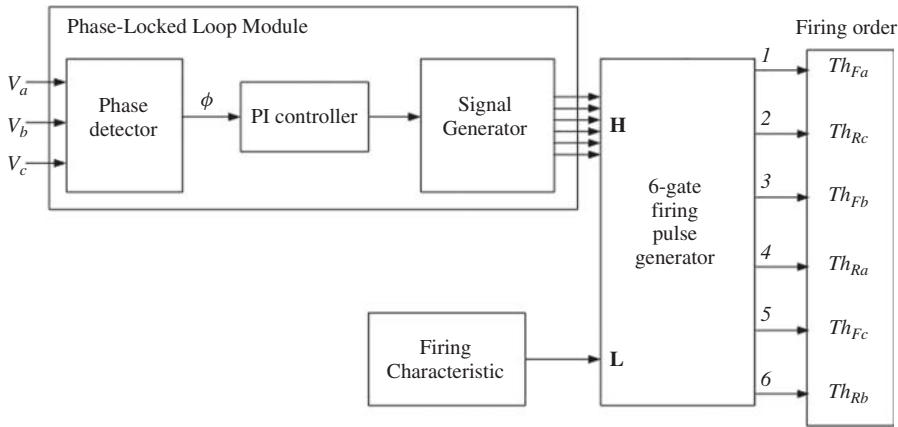 Phase-Locked Loop Module
Firing order
V_a
V_b
V_c
Phase
detector
ϕ
PI controller
Signal
Generator
H
6-gate
firing
pulse
generator
L
Firing
Characteristic
1
Th_Fa
2
Th_Rc
3
Th_Fb
4
Th_Ra
5
Th_Fc
6
Th_Rb